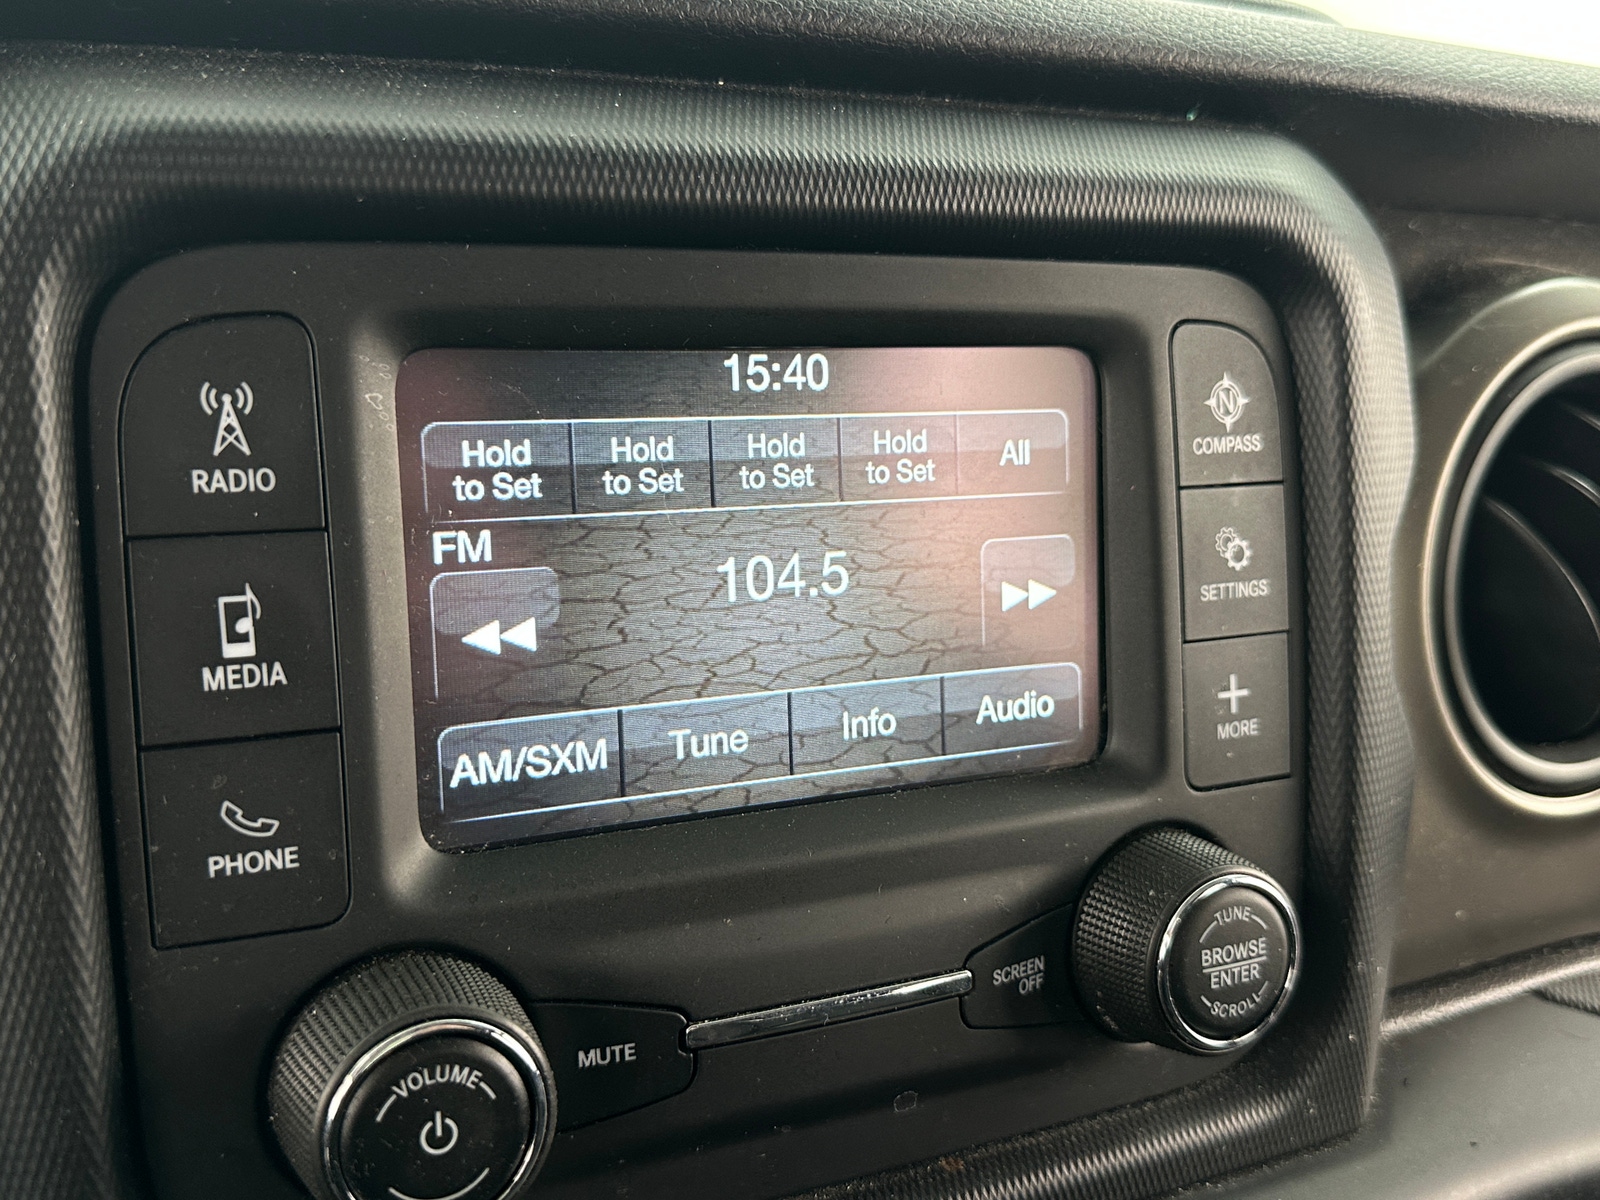 15:40
Hold to Set
Hold to Set
Hold to Set
Hold to Set
All
FM
104.5
AM/SXM
Tune
Info
Audio
RADIO
MEDIA
PHONE
N
COMPASS
SETTINGS
MORE
VOLUME
MUTE
SCREEN
OFF
TUNE
BROWSE
ENTER
SCROLL